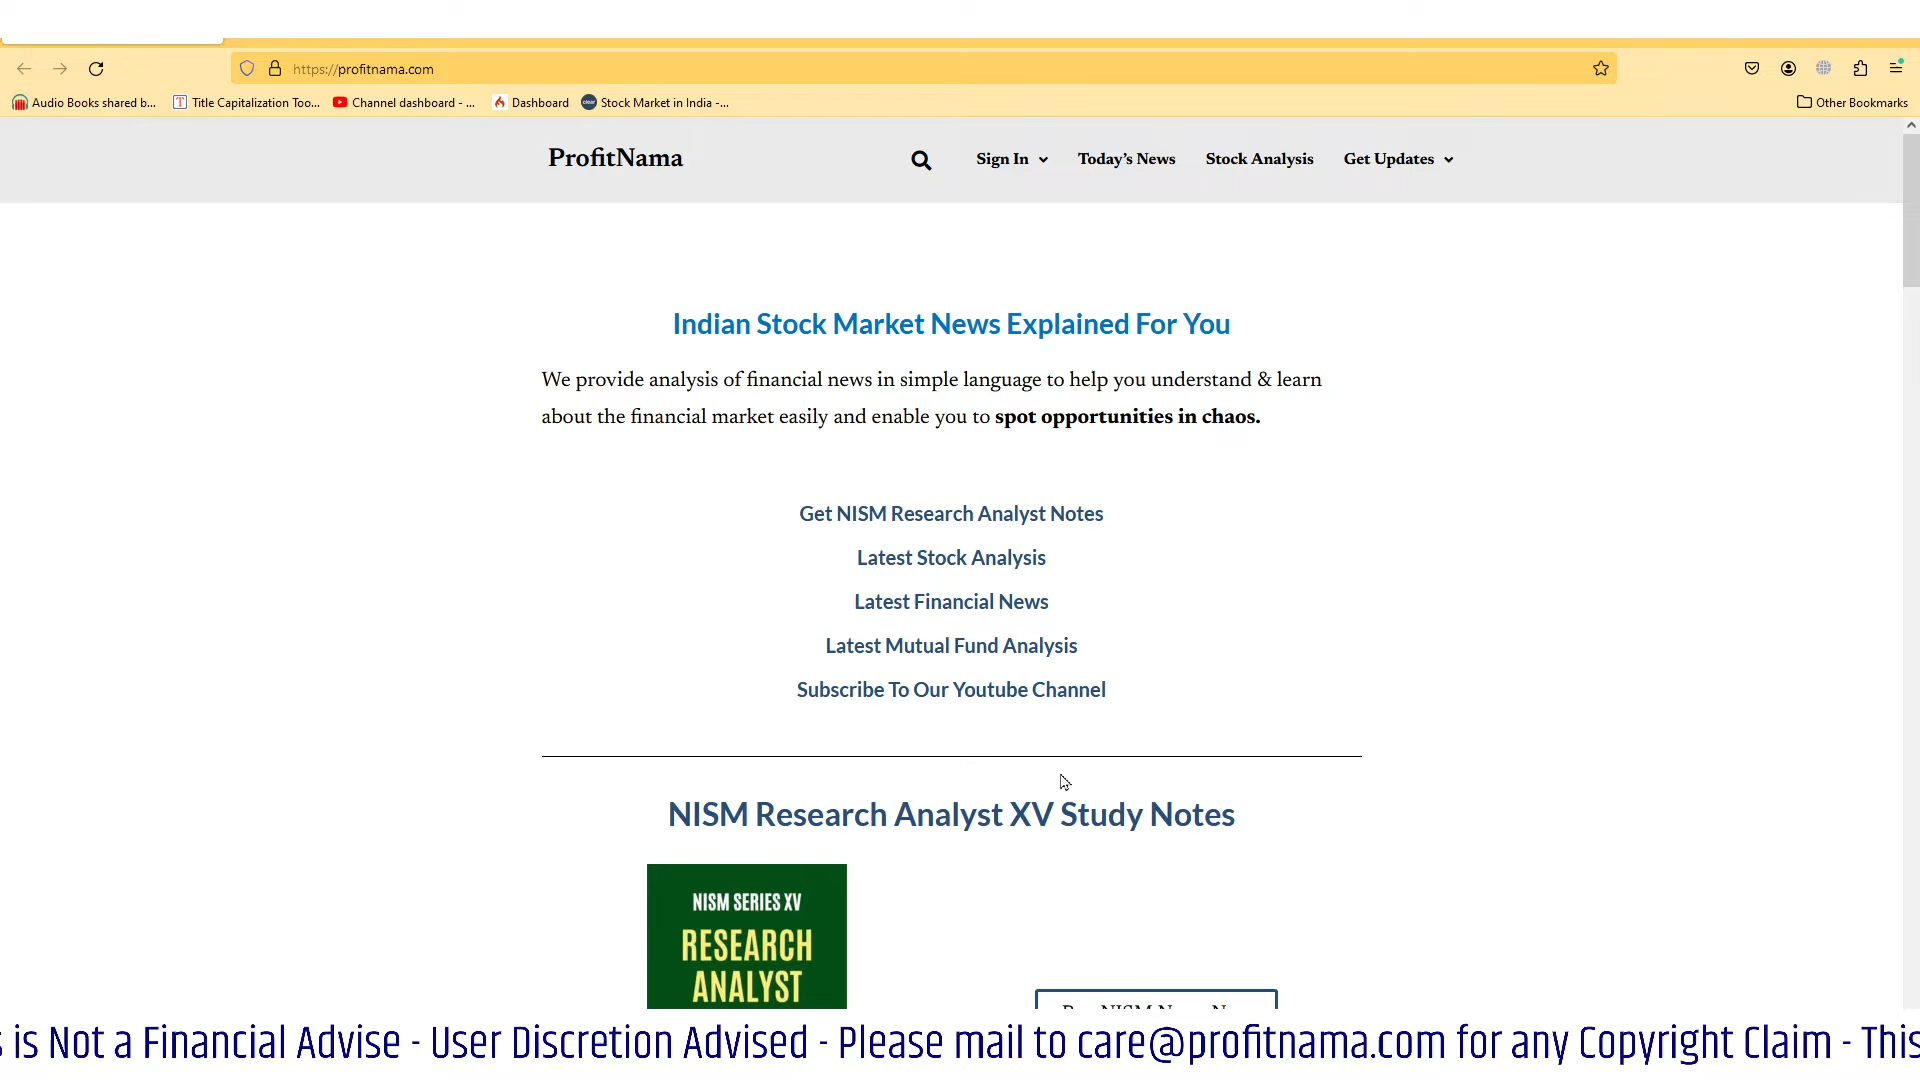 https://profitnama.com
Audio Books shared b...
Title Capitalization Too...
Channel dashboard - ...
Dashboard
Stock Market in India -...
Other Bookmarks
ProfitNama
Sign In
Today's News
Stock Analysis
Get Updates
Indian Stock Market News Explained For You
We provide analysis of financial news in simple language to help you understand & learn
about the financial market easily and enable you to spot opportunities in chaos.
Get NISM Research Analyst Notes
Latest Stock Analysis
Latest Financial News
Latest Mutual Fund Analysis
Subscribe To Our Youtube Channel
NISM Research Analyst XV Study Notes
NISM SERIES XV
RESEARCH
ANALYST
is Not a Financial Advise - User Discretion Advised - Please mail to care@profitnama.com for any Copyright Claim - This